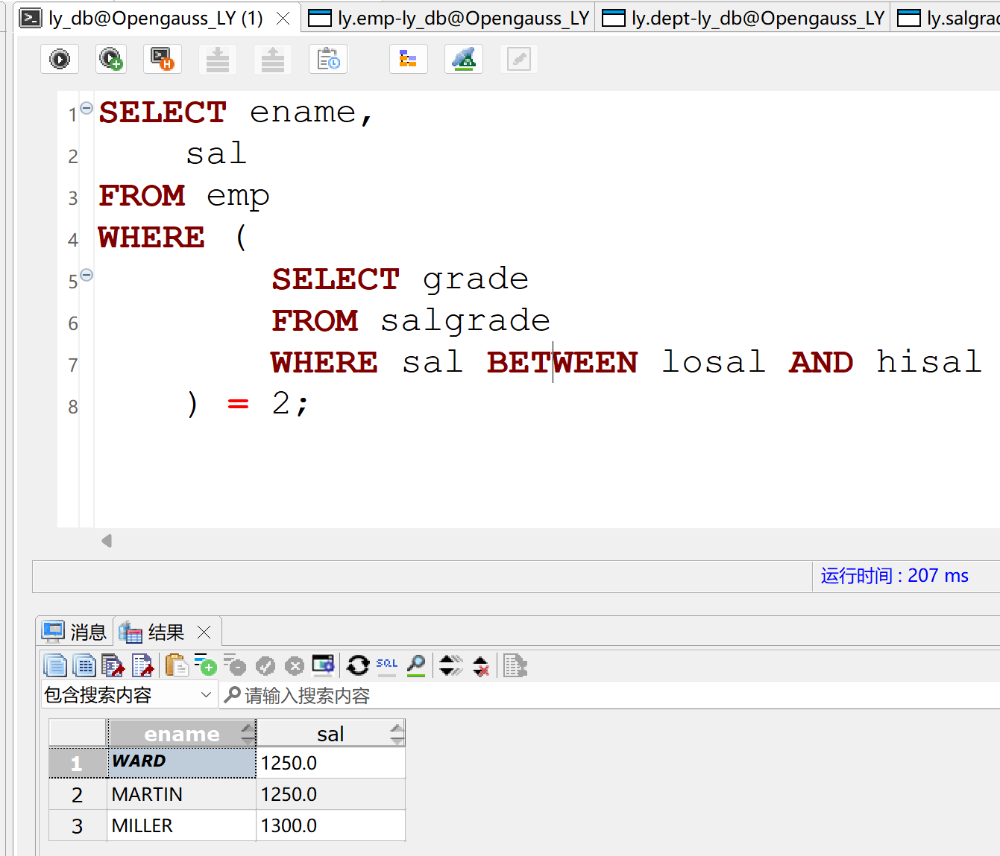 ly_db@Opengauss_LY (1) ly.emp-ly_db@Opengauss_LY ly.dept-ly_db@Opengauss_LY
1 SELECT ename,
2 sal
3 FROM emp
4 WHERE (
5 SELECT grade
6 FROM salgrade
7 WHERE sal BETWEEN losal AND hisal
8 ) = 2;
运行时间 : 207 ms
消息 结果
SQL
包含搜索内容 请输入搜索内容
ename sal
1 WARD 1250.0
2 MARTIN 1250.0
3 MILLER 1300.0